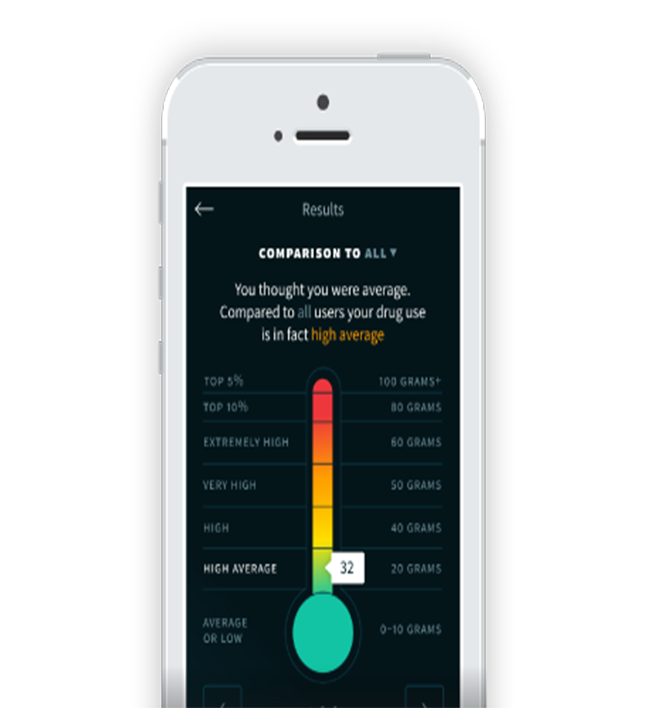 Results
COMPARISON TO ALL ▼
You thought you were average.
Compared to all users your drug use
is in fact high average
TOP 5% 100 GRAMS+
TOP 10% 80 GRAMS
EXTREMELY HIGH 60 GRAMS
VERY HIGH 50 GRAMS
HIGH 40 GRAMS
HIGH AVERAGE 32 20 GRAMS
AVERAGE
OR LOW 0-10 GRAMS